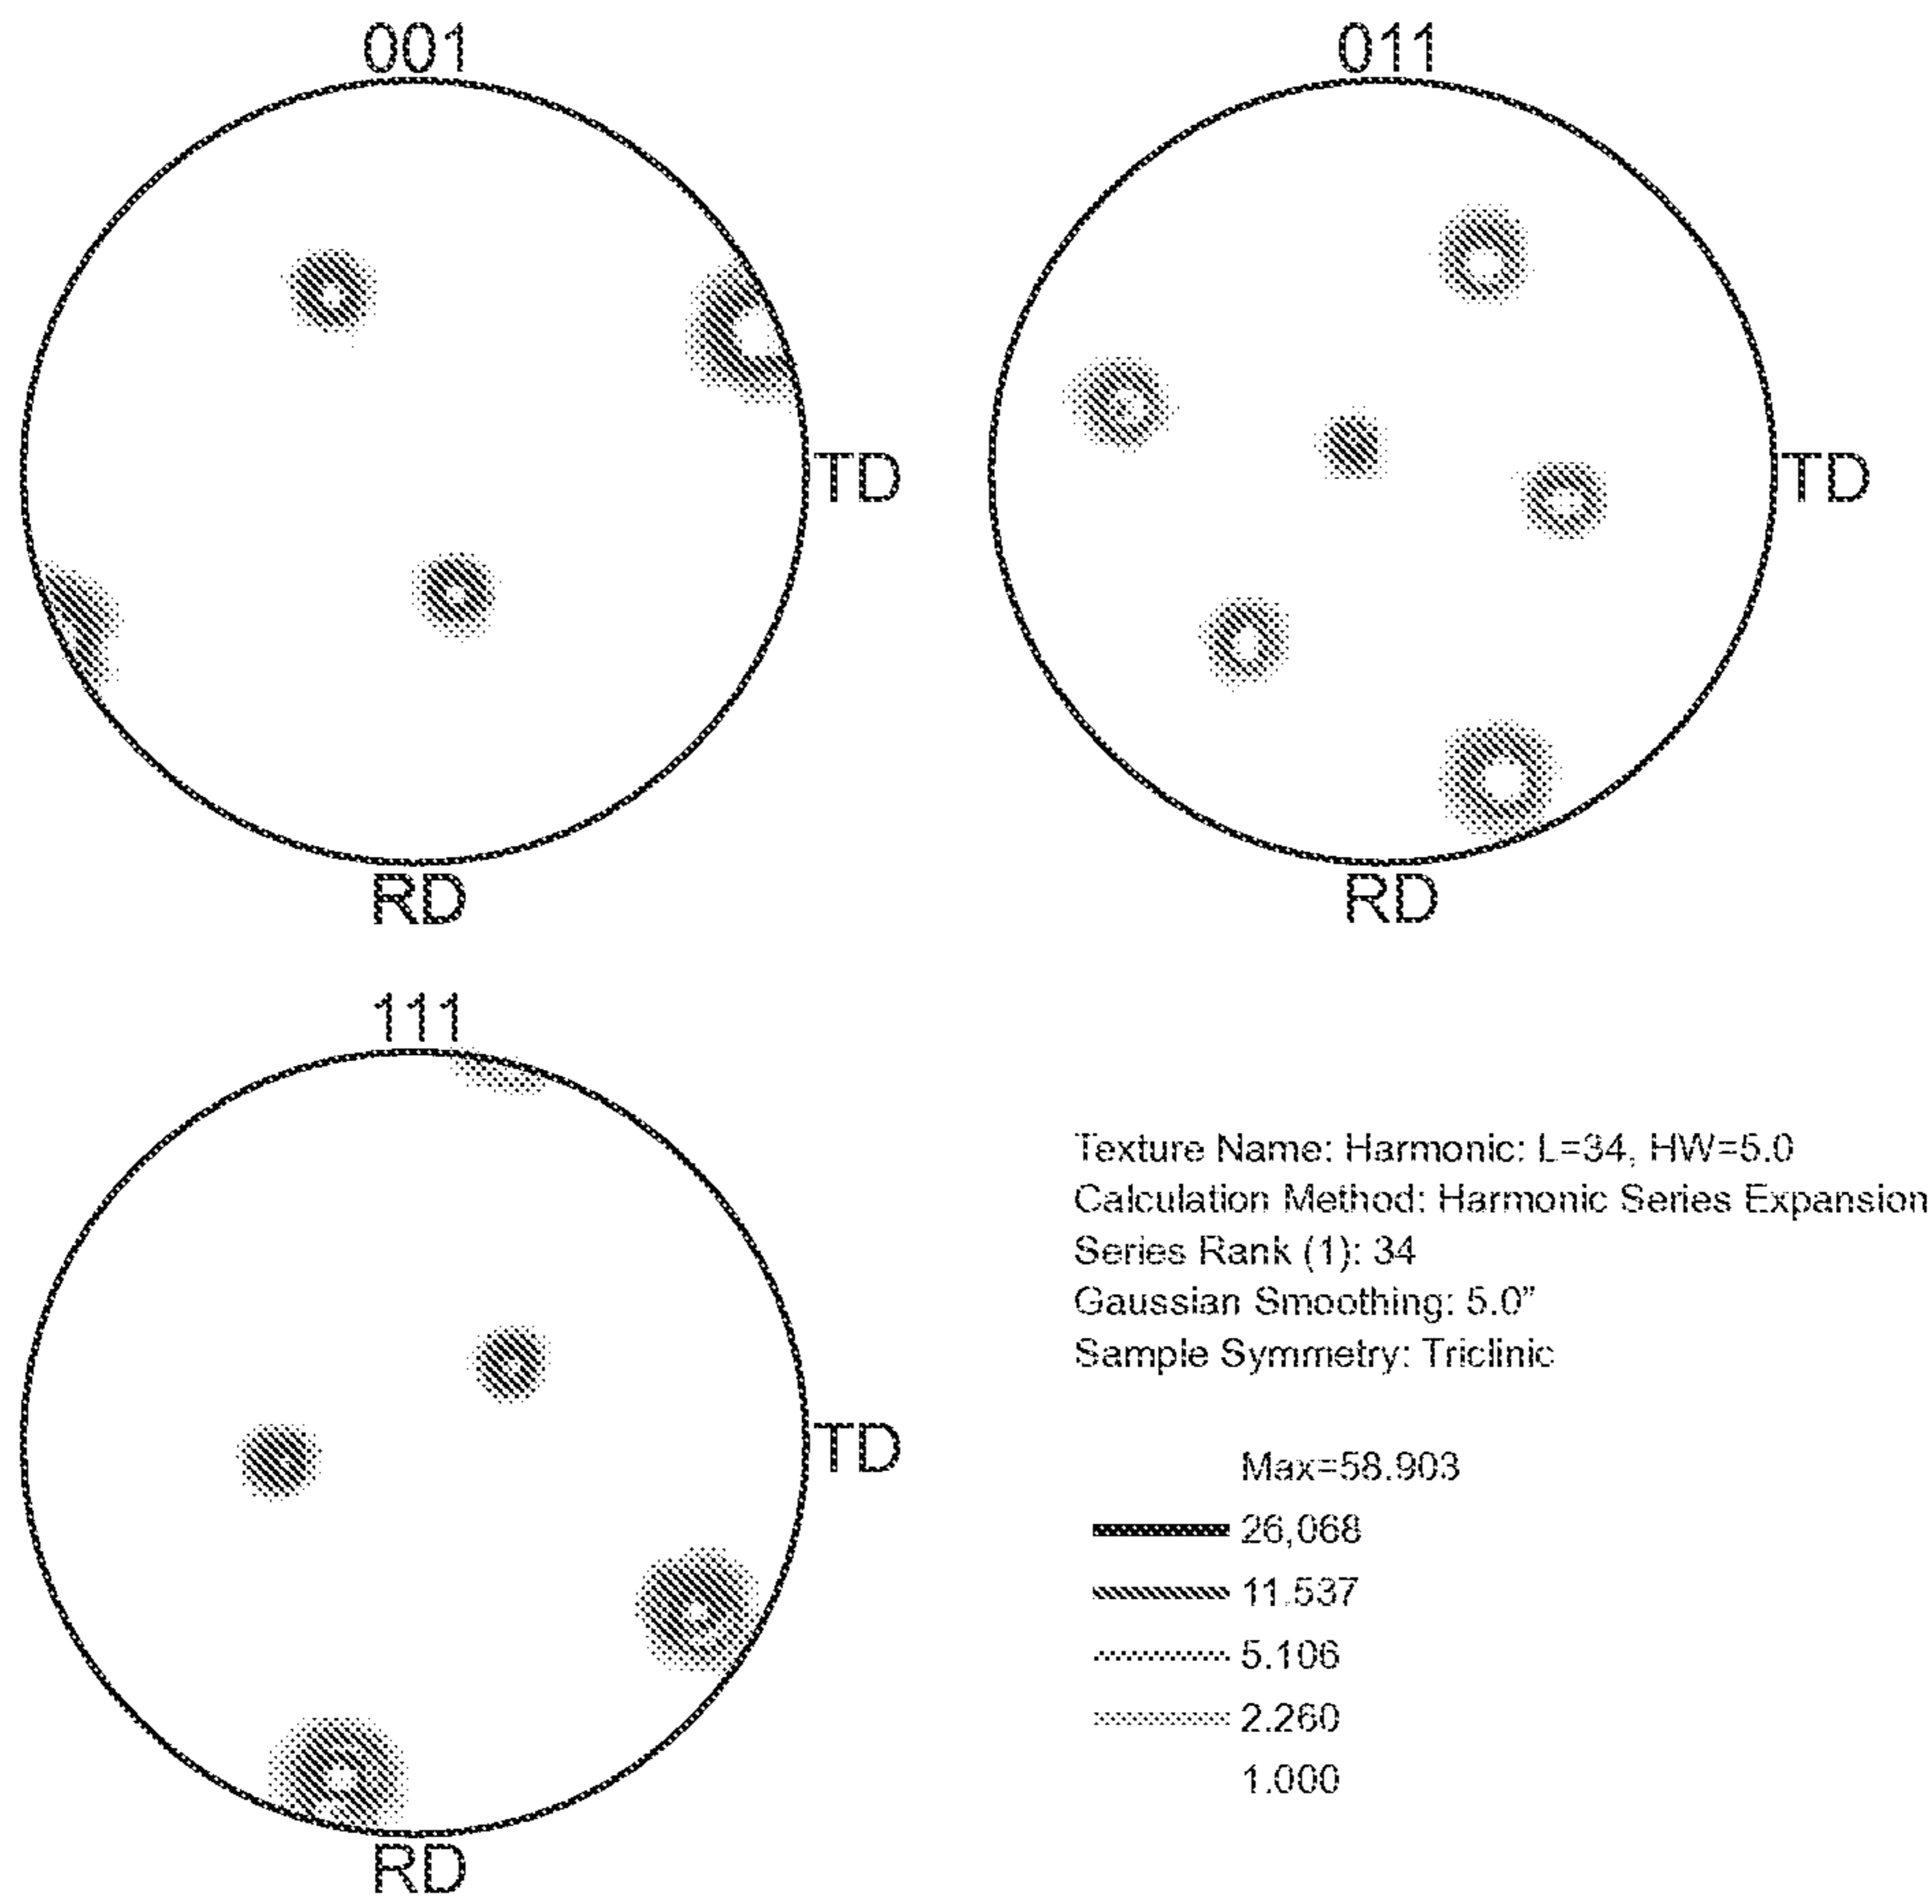 001
011
TD
TD
RD
RD
111
TD
RD
Texture Name: Harmonic: L=34, HW=5.0
Calculation Method: Harmonic Series Expansion
Series Rank (1): 34
Gaussian Smoothing: 5.0”
Sample Symmetry: Triclinic
Max=58.903
26,068
11.537
5.106
2.260
1.000